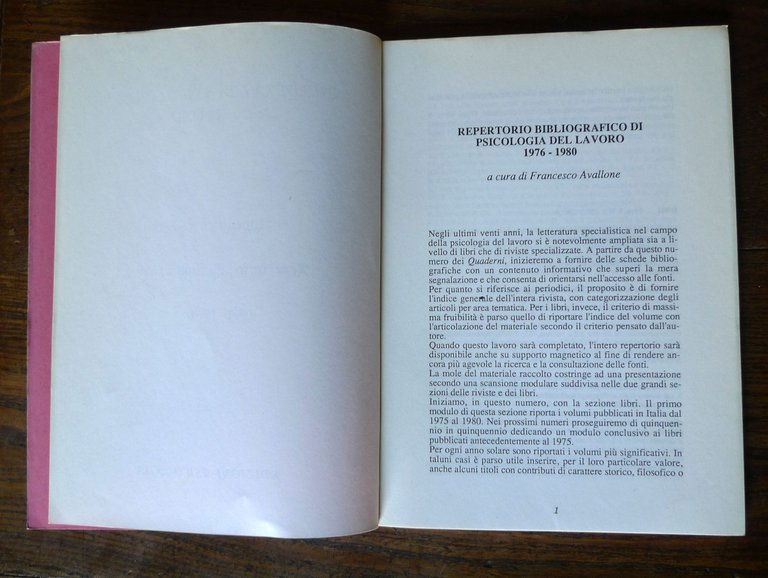 REPERTORIO BIBLIOGRAFICO DI
PSICOLOGIA DEL LAVORO
1976 - 1980
a cura di Francesco Avallone
Negli ultimi venti anni, la letteratura specialistica nel campo
della psicologia del lavoro si è notevolmente ampliata sia a li-
vello di libri che di riviste specializzate. A partire da questo nu-
mero dei Quaderni, inizieremo a fornire delle schede biblio-
grafiche con un contenuto informativo che superi la mera
segnalazione e che consenta di orientarsi nell'accesso alle fonti.
Per quanto si riferisce ai periodici, il proposito è di fornire
l'indice generale dell'intera rivista, con categorizzazione degli
articoli per area tematica. Per i libri, invece, il criterio di massi-
ma fruibilità è parso quello di riportare l'indice del volume con
l'articolazione del materiale secondo il criterio pensato dall'au-
tore.
Quando questo lavoro sarà completato, l'intero repertorio sarà
disponibile anche su supporto magnetico al fine di rendere an-
cora più agevole la ricerca e la consultazione delle fonti.
La mole del materiale raccolto costringe ad una presentazione
secondo una scansione modulare suddivisa nelle due grandi se-
zioni delle riviste e dei libri.
Iniziamo, in questo numero, con la sezione libri. Il primo
modulo di questa sezione riporta i volumi pubblicati in Italia dal
1975 al 1980. Nei prossimi numeri proseguiremo di quinquen-
nio in quinquennio dedicando un modulo conclusivo ai libri
pubblicati antecedentemente al 1975.
Per ogni anno solare sono riportati i volumi più significativi. In
taluni casi è parso utile inserire, per il loro particolare valore,
anche alcuni titoli con contributi di carattere storico, filosofico o
1